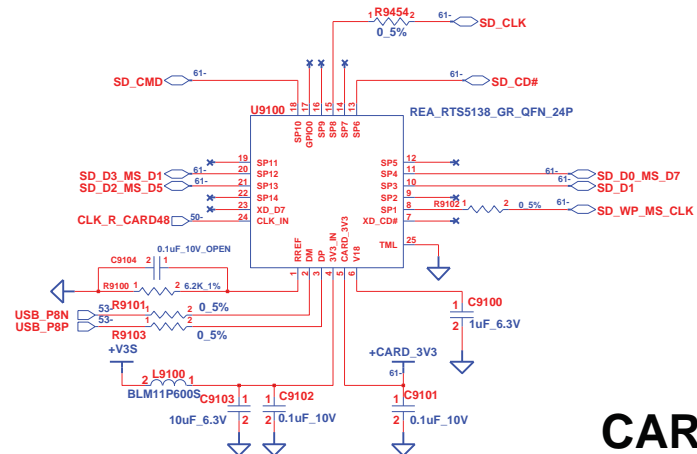 R9454
1 2
61-
SD_CLK
0_5%
SD_CMD
61-
61-
SD_CD#
U9100
REA_RTS5138_GR_QFN_24P
18 17 16 15 14 13
SP10 GPIO0 SP9 SP8 SP7 SP6
19 SP11 SP5 12
SD_D3_MS_D1 61- 20 SP12 SP4 11 61- SD_D0_MS_D7
SD_D2_MS_D5 61- 21 SP13 SP3 10 61- SD_D1
22 SP14 SP2 9
23 XD_D7 SP1 8 1 2 0_5% 61- SD_WP_MS_CLK
R9102
CLK_R_CARD48 50- 24 CLK_IN XD_CD# 7
TML 25
RREF DM DP 3V3_IN CARD_3V3 V18
1 2 3 4 5 6
0.1uF_10V_OPEN
C9104 2 1
R9100 1 2 6.2K_1%
R9101
USB_P8N 53- 1 2 0_5%
USB_P8P 53- 1 2
R9103 0_5%
C9100
1
2 1uF_6.3V
+V3S
+CARD_3V3
61-
L9100
2 1
BLM11P600S
C9103 1
10uF_6.3V 2
C9102
1
2 0.1uF_10V
C9101
1
2 0.1uF_10V
CAR